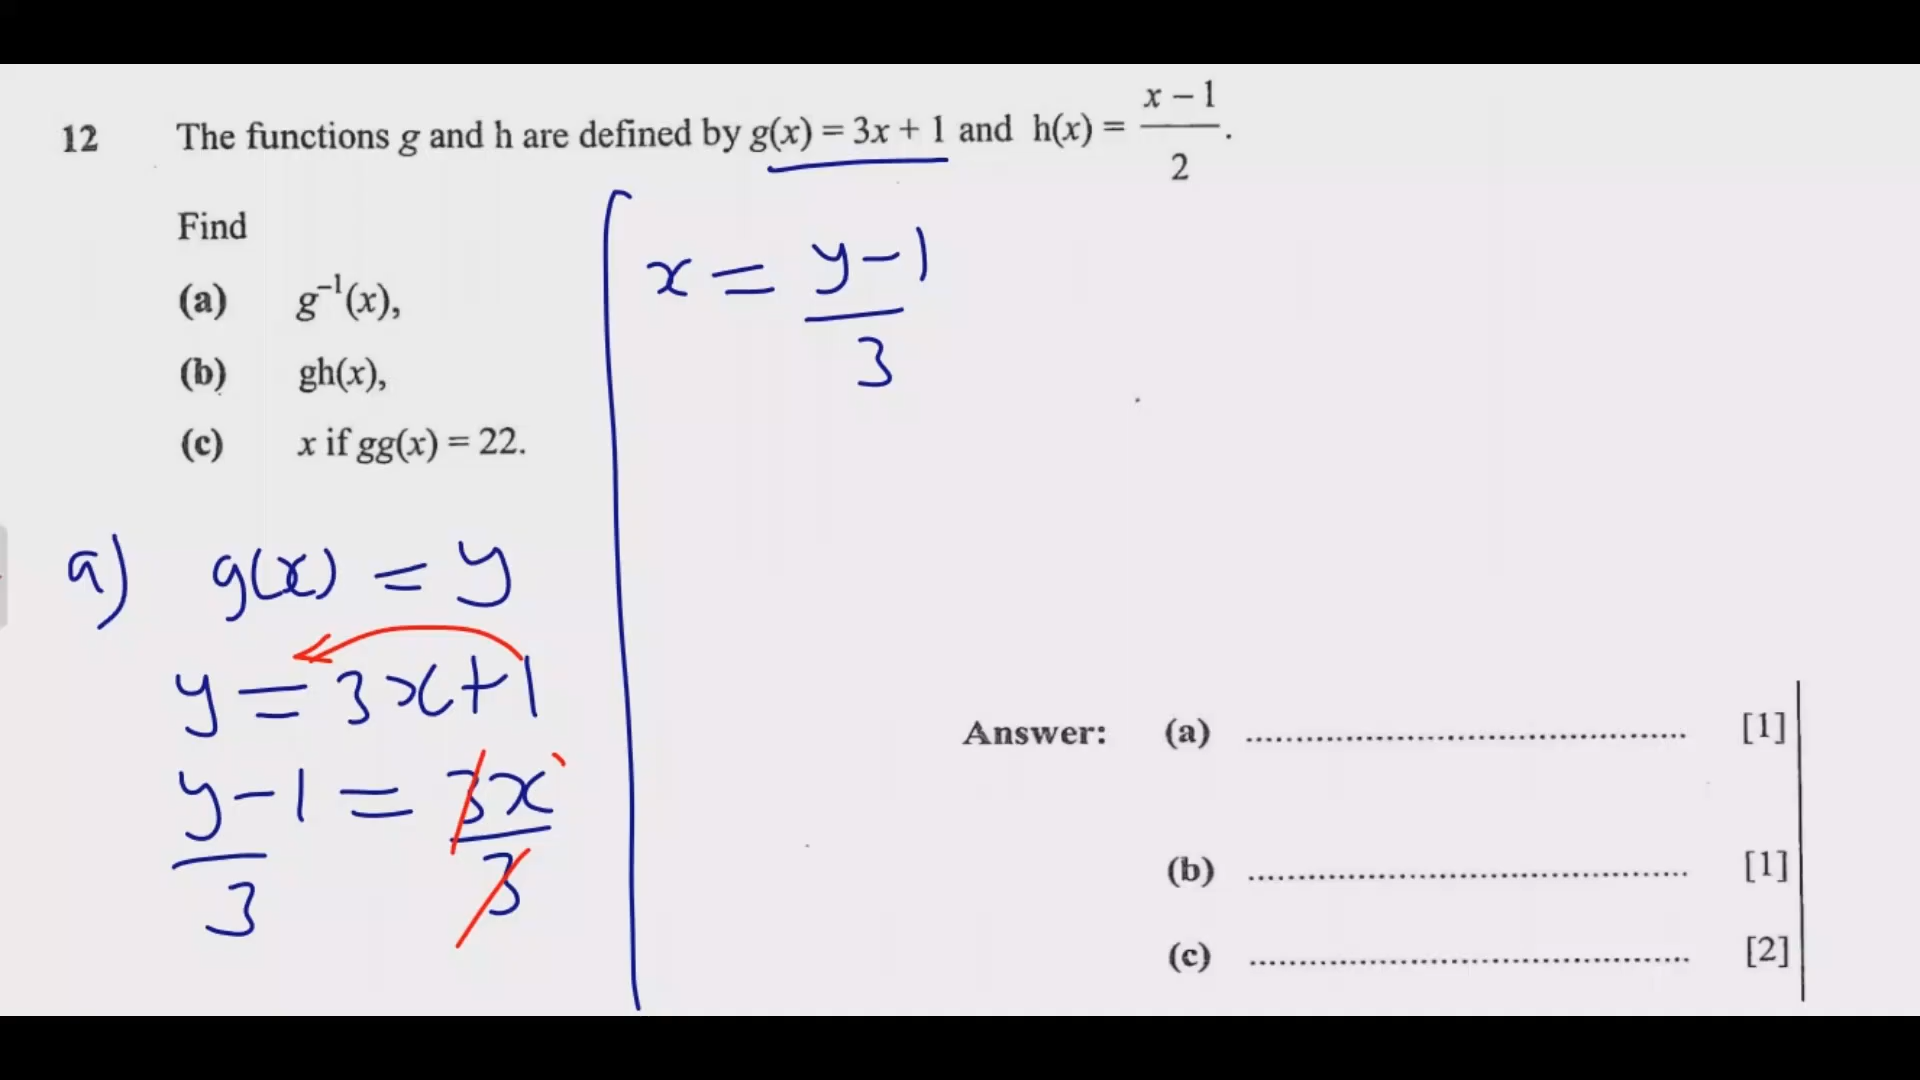 12 The functions g and h are defined by g(x) = 3x + 1 and h(x) = (x − 1)/2.
Find
(a) g⁻¹(x),
(b) gh(x),
(c) x if gg(x) = 22.
a) g(x) = y
y = 3x+1
(y-1)/3 = 3x/3
x = (y-1)/3
Answer: (a) ............................................ [1]
(b) ............................................ [1]
(c) ............................................ [2]